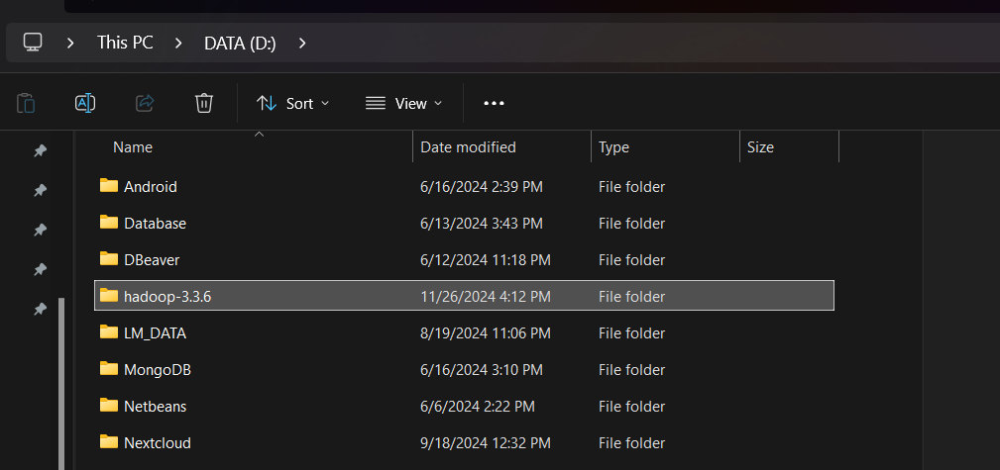 This PC DATA (D:)
Sort View
Name Date modified Type Size
Android 6/16/2024 2:39 PM File folder
Database 6/13/2024 3:43 PM File folder
DBeaver 6/12/2024 11:18 PM File folder
hadoop-3.3.6 11/26/2024 4:12 PM File folder
LM_DATA 8/19/2024 11:06 PM File folder
MongoDB 6/16/2024 3:10 PM File folder
Netbeans 6/6/2024 2:22 PM File folder
Nextcloud 9/18/2024 12:32 PM File folder